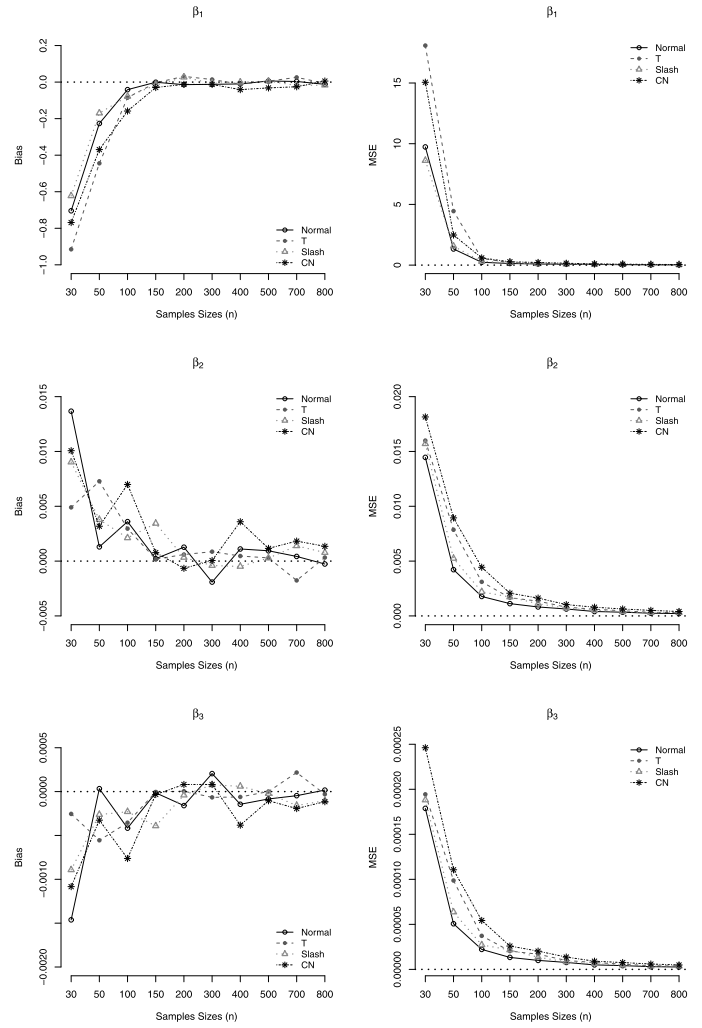 β1
Bias
0.2
0.0
−0.2
−0.4
−0.6
−0.8
−1.0
30 50 100 150 200 300 400 500 700 800
Samples Sizes (n)
Normal
T
Slash
CN
β1
MSE
15
10
5
0
30 50 100 150 200 300 400 500 700 800
Samples Sizes (n)
Normal
T
Slash
CN
β2
Bias
0.015
0.010
0.005
0.000
−0.005
30 50 100 150 200 300 400 500 700 800
Samples Sizes (n)
Normal
T
Slash
CN
β2
MSE
0.020
0.015
0.010
0.005
0.000
30 50 100 150 200 300 400 500 700 800
Samples Sizes (n)
Normal
T
Slash
CN
β3
Bias
0.0005
0.0000
−0.0010
−0.0020
30 50 100 150 200 300 400 500 700 800
Samples Sizes (n)
Normal
T
Slash
CN
β3
MSE
0.00025
0.00020
0.00015
0.00010
0.00005
0.00000
30 50 100 150 200 300 400 500 700 800
Samples Sizes (n)
Normal
T
Slash
CN